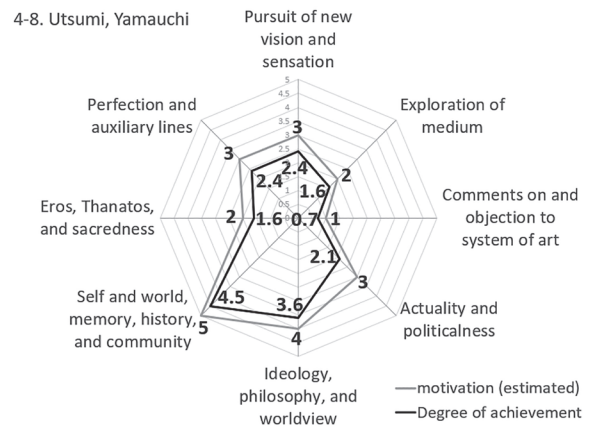 4-8. Utsumi, Yamauchi
Pursuit of new
vision and
sensation
Perfection and
auxiliary lines
Exploration of
medium
5
4.5
4
3.5
3
3
2.5
2.4
3
2.4
2
1.6
1
0.5
Eros, Thanatos,
and sacredness
2
1.6
0.7
1
Comments on and
objection to
system of art
2.1
3
Self and world,
memory, history,
and community
4.5
5
3.6
4
Actuality and
politicalness
Ideology,
philosophy, and
worldview
motivation (estimated)
Degree of achievement